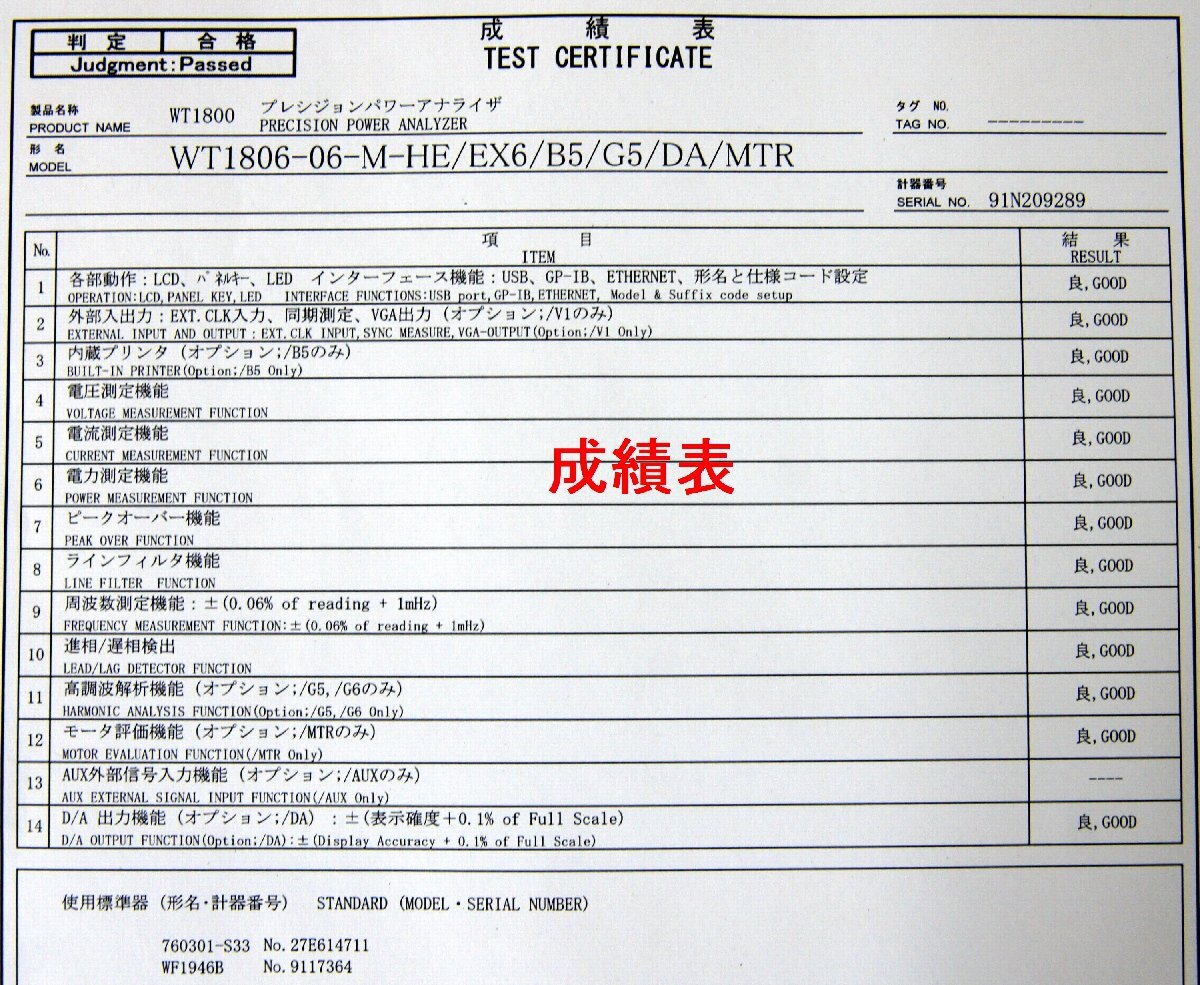 成績表
TEST CERTIFICATE
判定 合格
Judgment:Passed
製品名称 WT1800 プレシジョンパワーアナライザ
PRODUCT NAME PRECISION POWER ANALYZER
タグ NO.
TAG NO. ----------
形名
MODEL WT1806-06-M-HE/EX6/B5/G5/DA/MTR
計器番号
SERIAL NO. 91N209289
No. 項目 結果
ITEM RESULT
1 各部動作：LCD、パネルキー、LED インターフェース機能：USB、GP-IB、ETHERNET、形名と仕様コード設定 良,GOOD
OPERATION:LCD,PANEL KEY,LED INTERFACE FUNCTIONS:USB port,GP-IB,ETHERNET, Model & Suffix code setup
2 外部入出力：EXT.CLK入力、同期測定、VGA出力（オプション;/V1のみ） 良,GOOD
EXTERNAL INPUT AND OUTPUT : EXT.CLK INPUT,SYNC MEASURE,VGA-OUTPUT(Option;/V1 Only)
3 内蔵プリンタ（オプション;/B5のみ） 良,GOOD
BUILT-IN PRINTER(Option;/B5 Only)
4 電圧測定機能 良,GOOD
VOLTAGE MEASUREMENT FUNCTION
5 電流測定機能 良,GOOD
CURRENT MEASUREMENT FUNCTION
成績表
6 電力測定機能 良,GOOD
POWER MEASUREMENT FUNCTION
7 ピークオーバー機能 良,GOOD
PEAK OVER FUNCTION
8 ラインフィルタ機能 良,GOOD
LINE FILTER FUNCTION
9 周波数測定機能：±(0.06% of reading + 1mHz) 良,GOOD
FREQUENCY MEASUREMENT FUNCTION:±(0.06% of reading + 1mHz)
10 進相/遅相検出 良,GOOD
LEAD/LAG DETECTOR FUNCTION
11 高調波解析機能（オプション;/G5,/G6のみ） 良,GOOD
HARMONIC ANALYSIS FUNCTION(Option;/G5,/G6 Only)
12 モータ評価機能（オプション;/MTRのみ） 良,GOOD
MOTOR EVALUATION FUNCTION(/MTR Only)
13 AUX外部信号入力機能（オプション;/AUXのみ） ----
AUX EXTERNAL SIGNAL INPUT FUNCTION(/AUX Only)
14 D/A 出力機能（オプション;/DA）：±(表示確度＋0.1% of Full Scale) 良,GOOD
D/A OUTPUT FUNCTION(Option;/DA):±(Display Accuracy + 0.1% of Full Scale)
使用標準器（形名・計器番号） STANDARD (MODEL・SERIAL NUMBER)
760301-S33 No.27E614711
WF1946B No.9117364